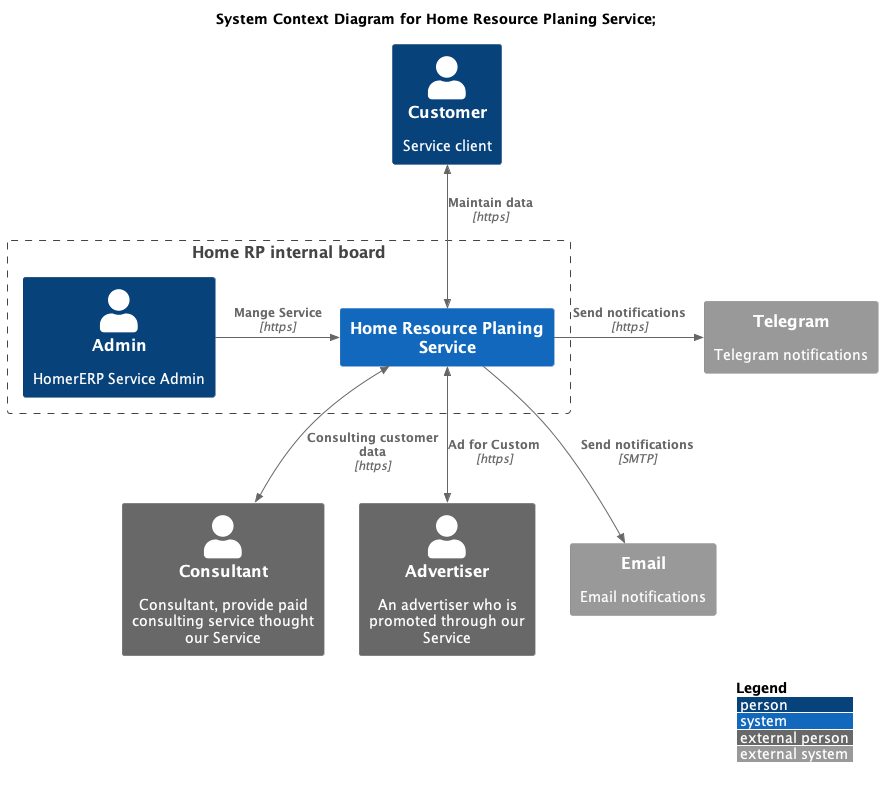 System Context Diagram for Home Resource Planing Service;
Customer
Service client
Maintain data
[https]
Home RP internal board
Admin
HomerERP Service Admin
Mange Service
[https]
Home Resource Planing
Service
Send notifications
[https]
Telegram
Telegram notifications
Consulting customer
data
[https]
Ad for Custom
[https]
Send notifications
[SMTP]
Consultant
Consultant, provide paid
consulting service thought
our Service
Advertiser
An advertiser who is
promoted through our
Service
Email
Email notifications
Legend
person
system
external person
external system